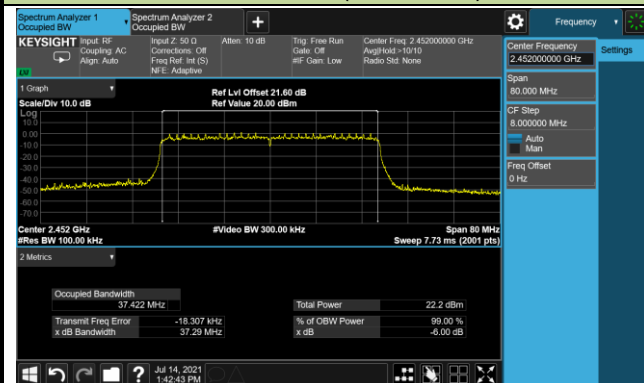 Spectrum Analyzer 1
Occupied BW
Spectrum Analyzer 2
Occupied BW
Frequency
KEYSIGHT
Input: RF
Coupling: AC
Align: Auto
Input Z: 50 Ω
Corrections: Off
Freq Ref: Int (S)
NFE: Adaptive
Atten: 10 dB
Trig: Free Run
Gate: Off
#IF Gain: Low
Center Freq: 2.452000000 GHz
Avg|Hold:>10/10
Radio Std: None
Center Frequency
2.452000000 GHz
Settings
Span
80.000 MHz
CF Step
8.000000 MHz
Auto
Man
Freq Offset
0 Hz
1 Graph
Scale/Div 10.0 dB
Ref Lvl Offset 21.60 dB
Ref Value 20.00 dBm
Log
10.0
0.00
-10.0
-20.0
-30.0
-40.0
-50.0
-60.0
-70.0
Center 2.452 GHz
#Res BW 100.00 kHz
#Video BW 300.00 kHz
Span 80 MHz
Sweep 7.73 ms (2001 pts)
2 Metrics
Occupied Bandwidth
37.422 MHz
Total Power
22.2 dBm
Transmit Freq Error
-18.307 kHz
% of OBW Power
99.00 %
x dB Bandwidth
37.29 MHz
x dB
-6.00 dB
?
Jul 14, 2021
1:42:43 PM